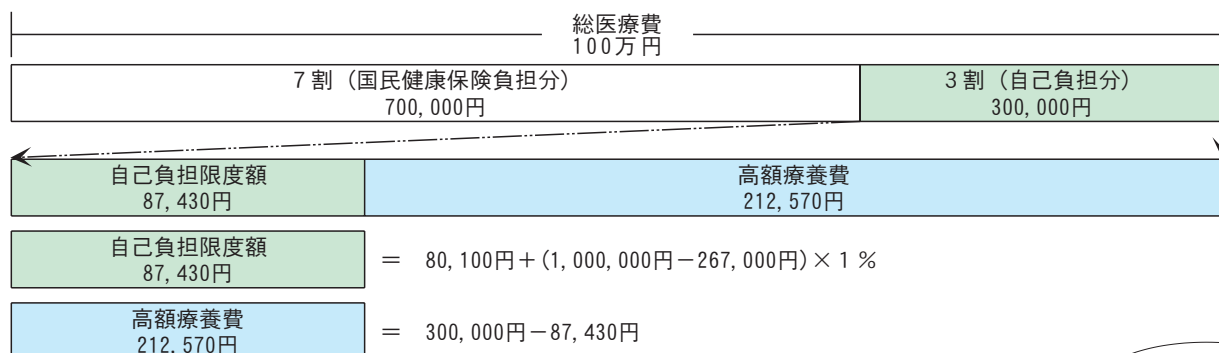 総医療費
100万円
7割（国民健康保険負担分）
700,000円
3割（自己負担分）
300,000円
自己負担限度額
87,430円
高額療養費
212,570円
自己負担限度額
87,430円
＝ 80,100円＋(1,000,000円－267,000円)×1％
高額療養費
212,570円
＝ 300,000円－87,430円